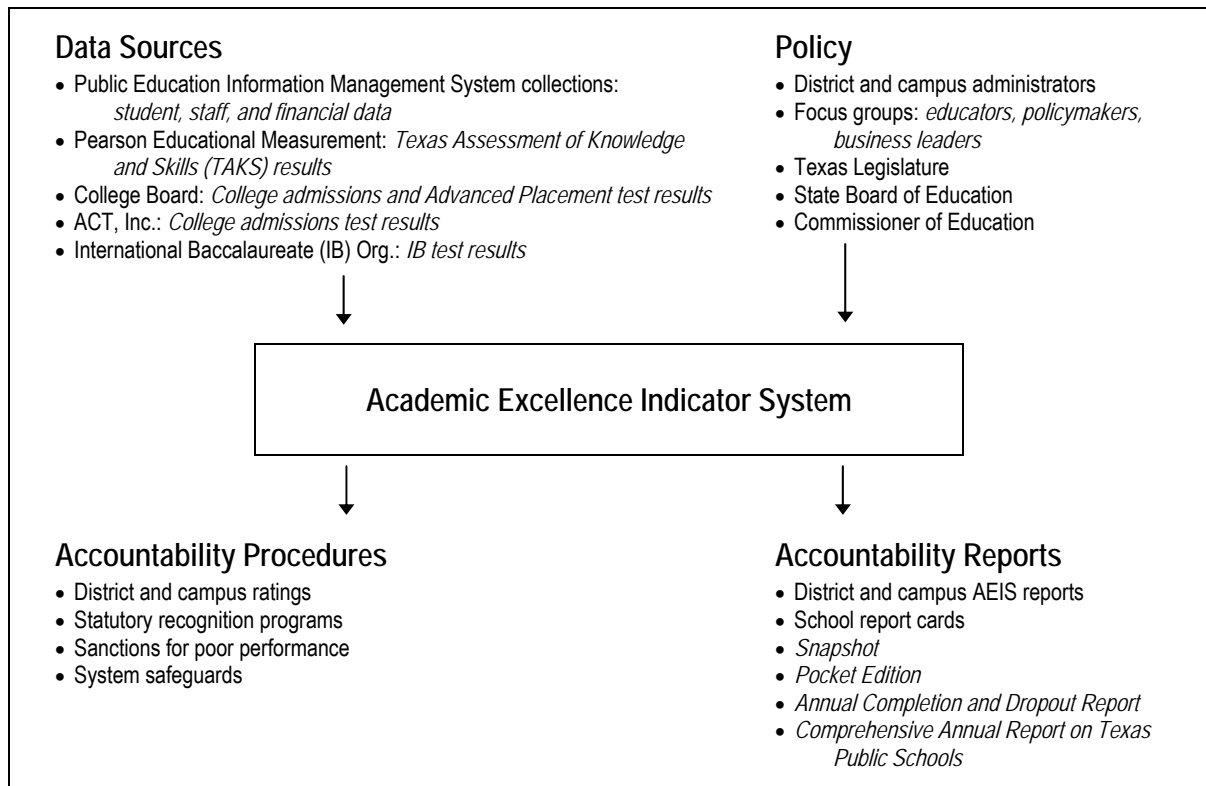 Data Sources
• Public Education Information Management System collections:
student, staff, and financial data
• Pearson Educational Measurement: Texas Assessment of Knowledge
and Skills (TAKS) results
• College Board: College admissions and Advanced Placement test results
• ACT, Inc.: College admissions test results
• International Baccalaureate (IB) Org.: IB test results
Policy
• District and campus administrators
• Focus groups: educators, policymakers,
business leaders
• Texas Legislature
• State Board of Education
• Commissioner of Education
Academic Excellence Indicator System
Accountability Procedures
• District and campus ratings
• Statutory recognition programs
• Sanctions for poor performance
• System safeguards
Accountability Reports
• District and campus AEIS reports
• School report cards
• Snapshot
• Pocket Edition
• Annual Completion and Dropout Report
• Comprehensive Annual Report on Texas
Public Schools